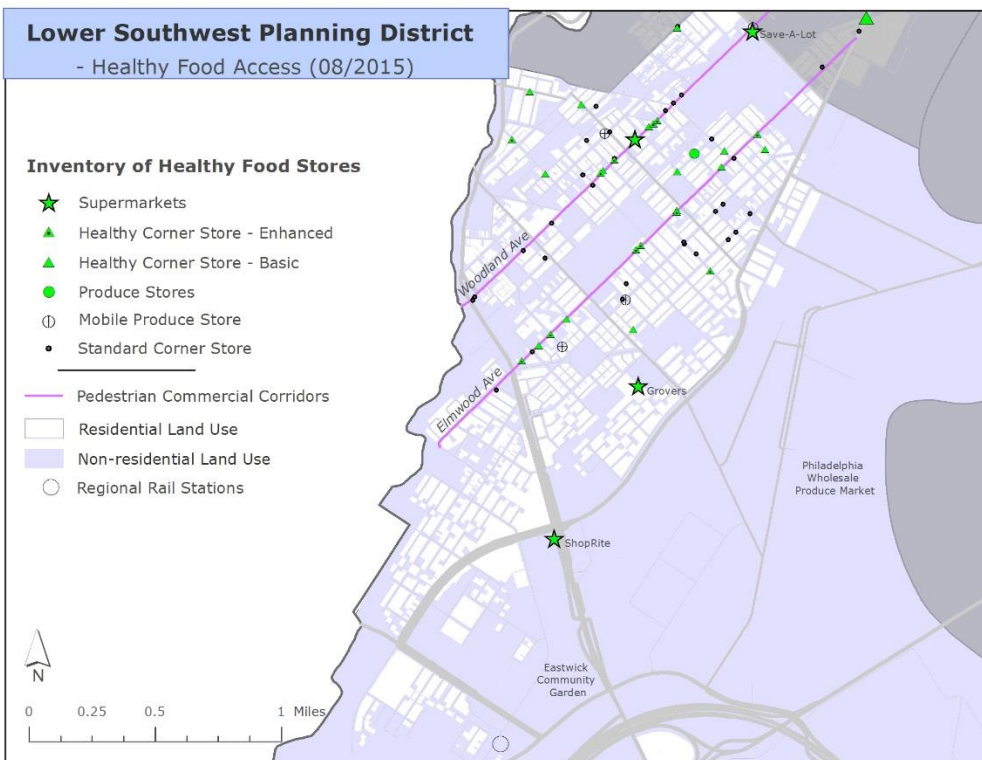 Lower Southwest Planning District
- Healthy Food Access (08/2015)
Save-A-Lot
Inventory of Healthy Food Stores
Supermarkets
Healthy Corner Store - Enhanced
Healthy Corner Store - Basic
Produce Stores
Mobile Produce Store
Standard Corner Store
Pedestrian Commercial Corridors
Residential Land Use
Non-residential Land Use
Regional Rail Stations
Woodland Ave
Elmwood Ave
Grovers
Philadelphia
Wholesale
Produce Market
ShopRite
Eastwick
Community
Garden
N
0 0.25 0.5 1 Miles